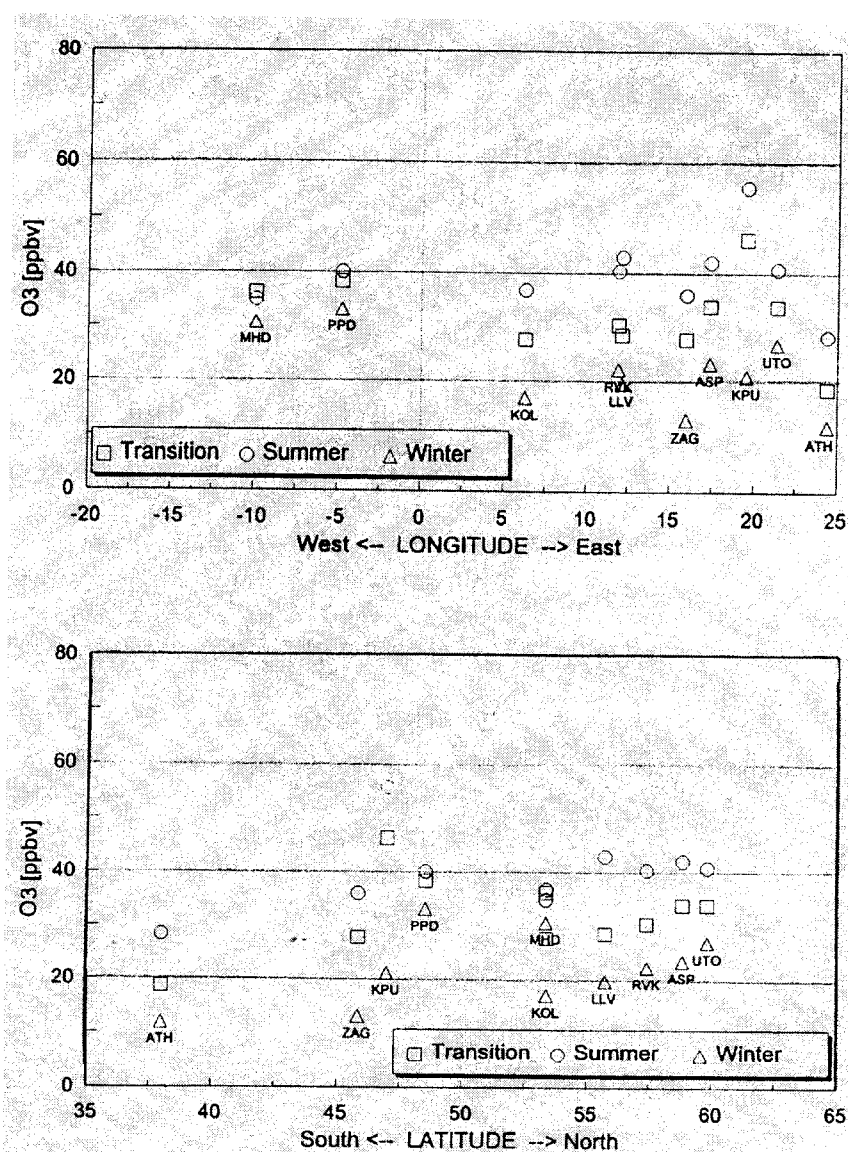 80
60
40
20
0
O3 [ppbv]
MHD
PPD
KOL
RVK
LLV
ZAG
ASP
KPU
UTO
ATH
Transition Summer Winter
-20 -15 -10 -5 0 5 10 15 20 25
West <-- LONGITUDE --> East
80
60
40
20
0
O3 [ppbv]
ATH
ZAG
KPU
PPD
MHD
KOL
LLV
RVK
ASP
UTO
Transition Summer Winter
35 40 45 50 55 60 65
South <-- LATITUDE --> North